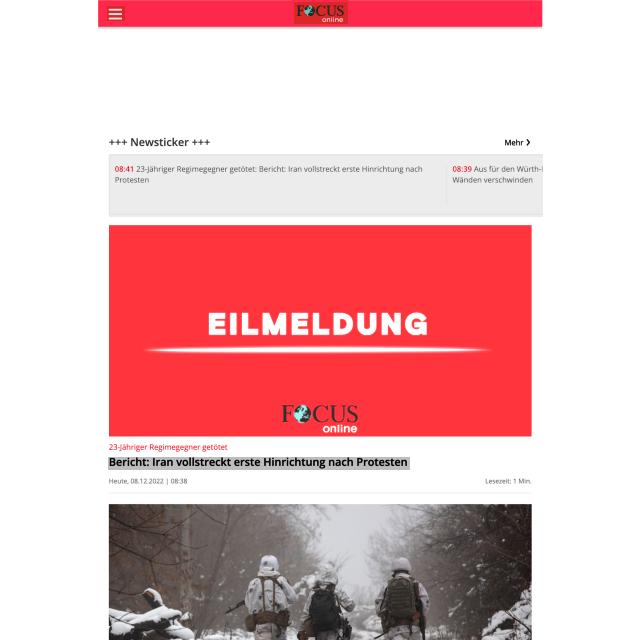 FOCUS
online
+++ Newsticker +++
Mehr
08:41 23-Jähriger Regimegegner getötet: Bericht: Iran vollstreckt erste Hinrichtung nach
Protesten
08:39 Aus für den Würth-
Wänden verschwinden
EILMELDUNG
FOCUS
online
23-Jähriger Regimegegner getötet
Bericht: Iran vollstreckt erste Hinrichtung nach Protesten
Heute, 08.12.2022 | 08:38
Lesezeit: 1 Min.